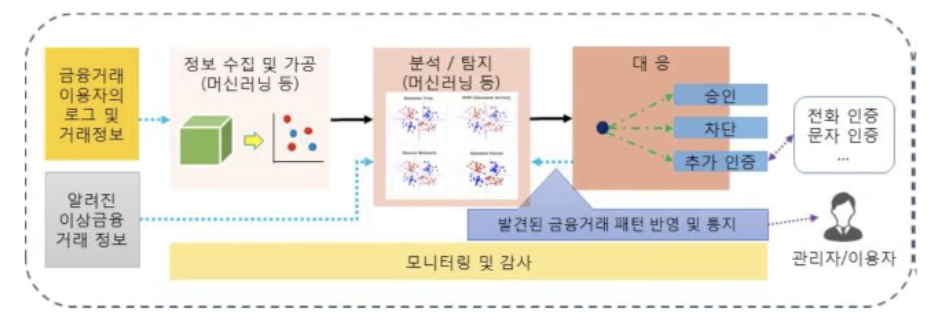 금융거래
이용자의
로그 및
거래정보
알려진
이상금융
거래 정보
정보 수집 및 가공
(머신러닝 등)
분석 / 탐지
(머신러닝 등)
Neural Network
Random Forest
대 응
승인
차단
추가 인증
전화 인증
문자 인증
...
발견된 금융거래 패턴 반영 및 통지
관리자/이용자
모니터링 및 감사